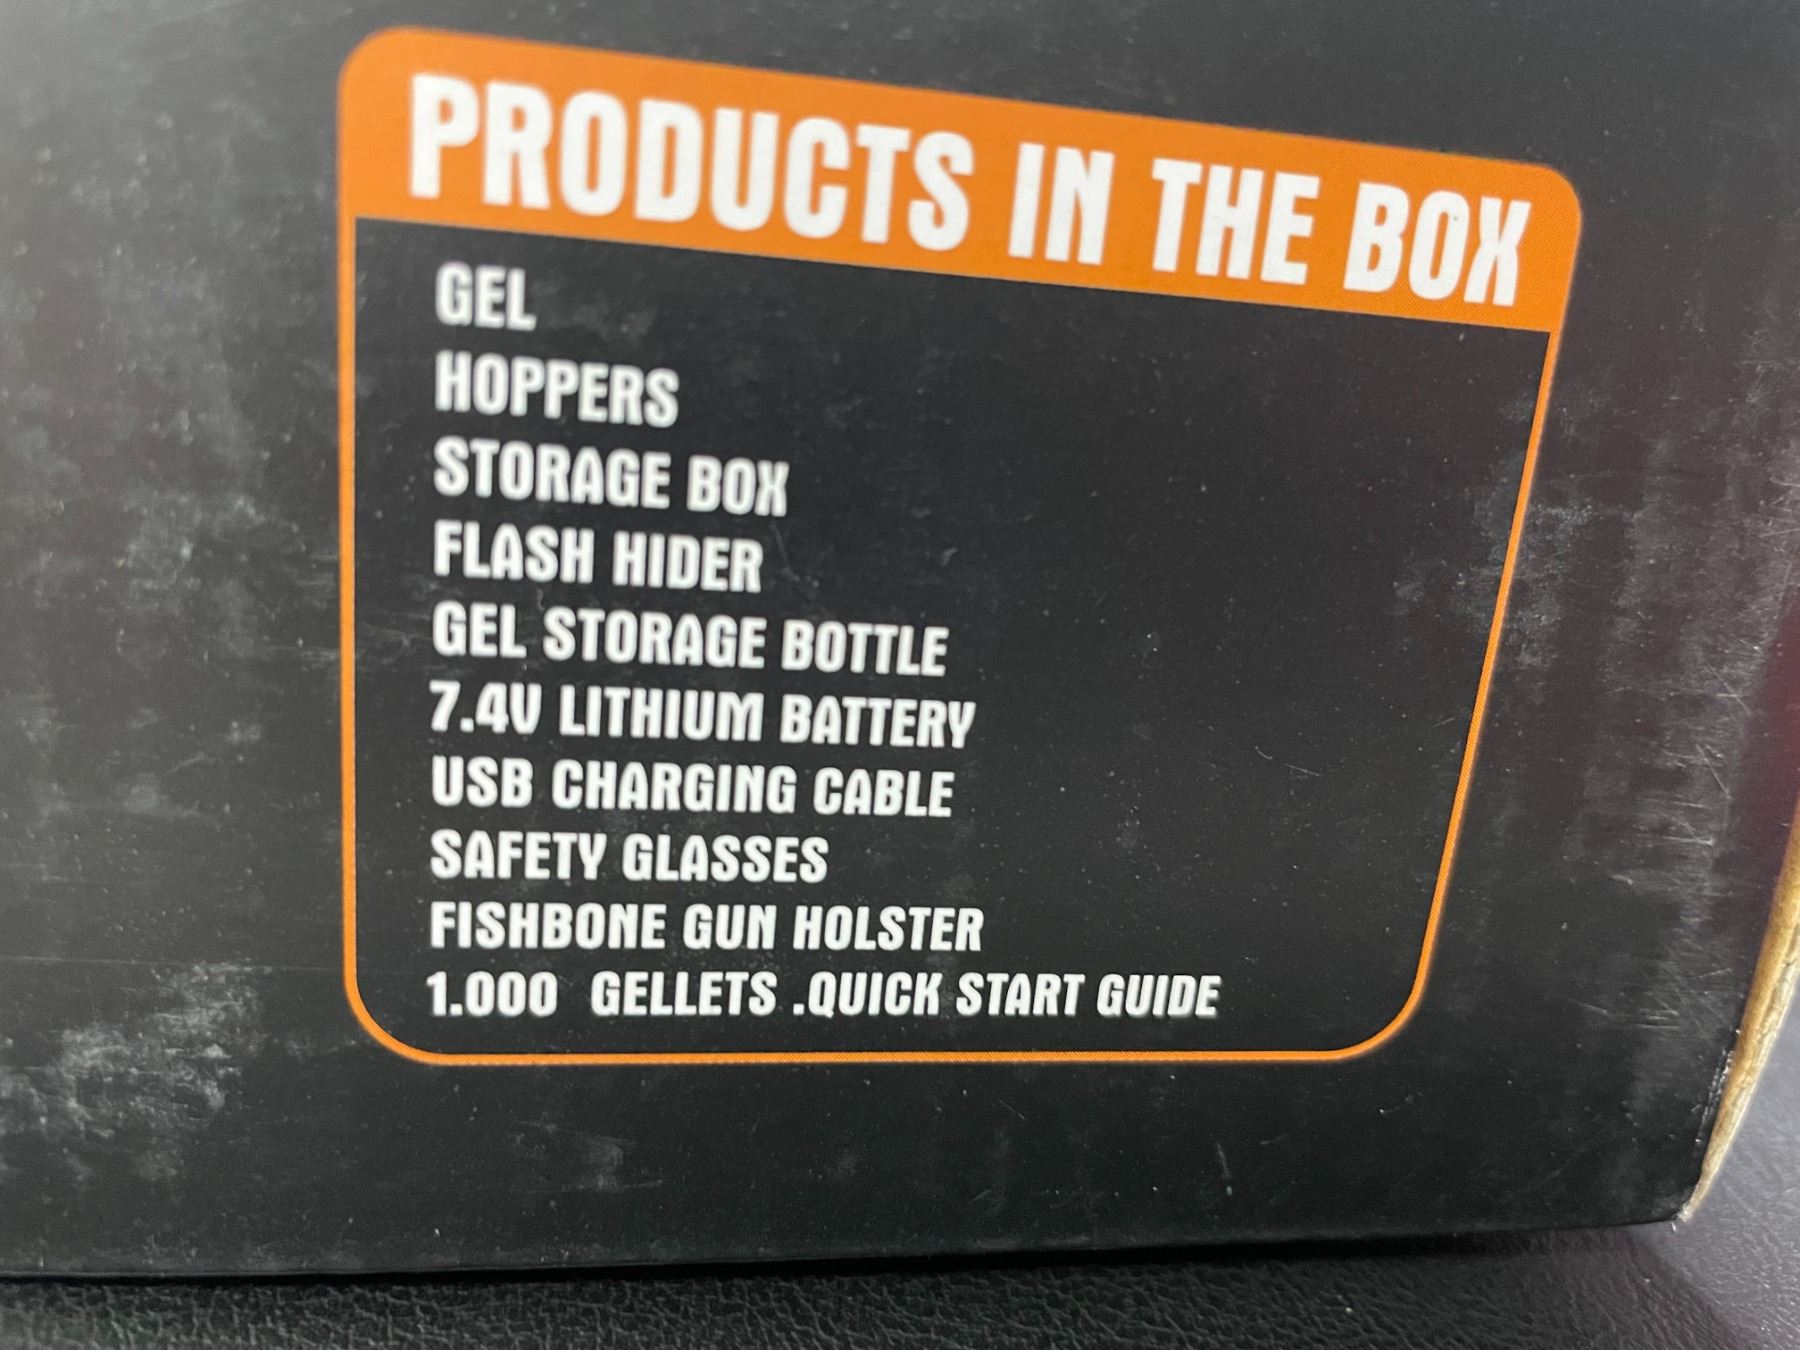 PRODUCTS IN THE BOX
GEL
HOPPERS
STORAGE BOX
FLASH HIDER
GEL STORAGE BOTTLE
7.4V LITHIUM BATTERY
USB CHARGING CABLE
SAFETY GLASSES
FISHBONE GUN HOLSTER
1.000 GELLETS .QUICK START GUIDE